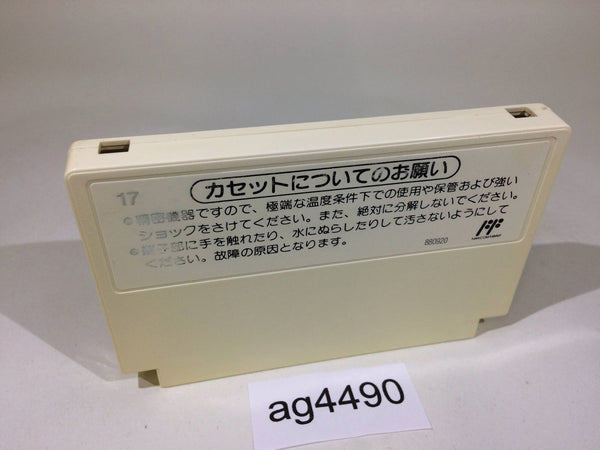 17
カセットについてのお願い
●精密機器ですので、極端な温度条件下での使用や保管および強い
ショックをさけてください。また、絶対に分解しないでください。
●端子部に手を触れたり、水にぬらしたりして汚さないようにして
ください。故障の原因となります。
880920
ag4490